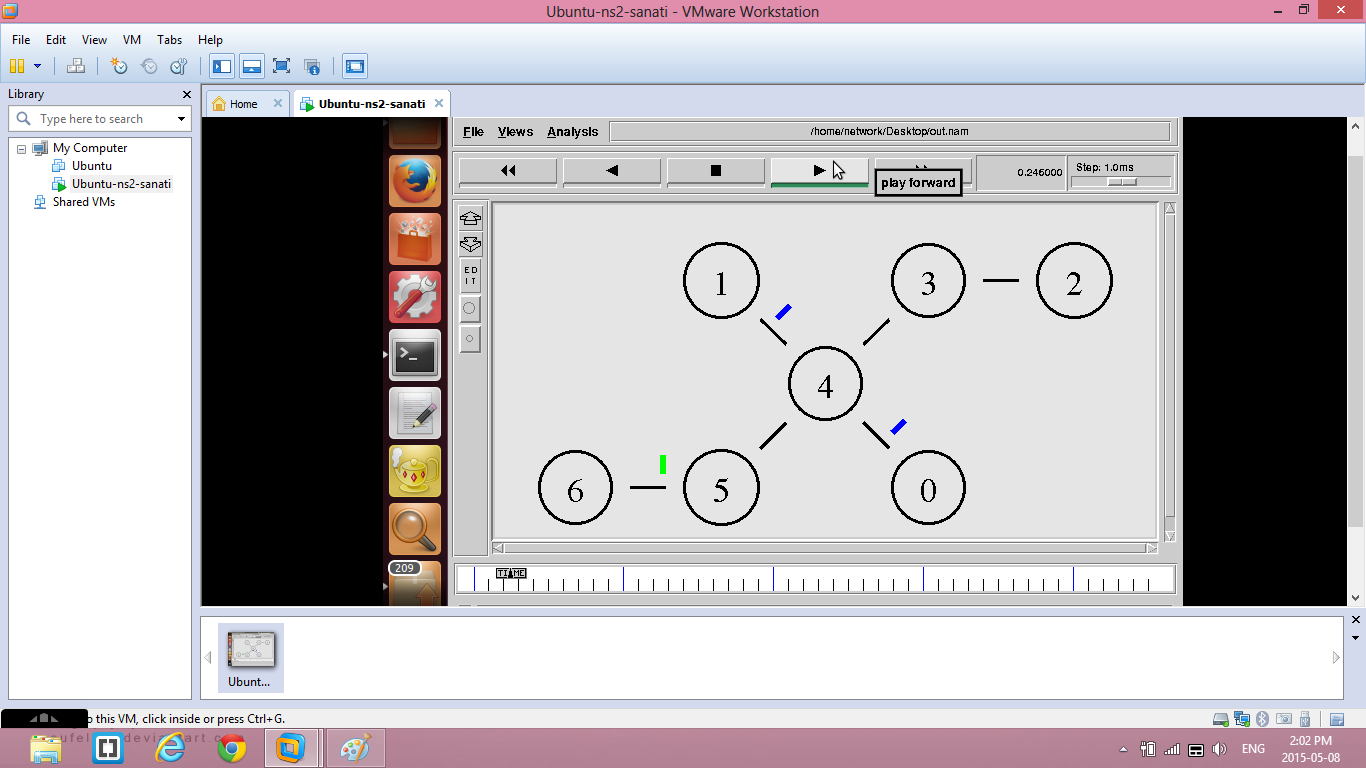 Ubuntu-ns2-sanati - VMware Workstation
File Edit View VM Tabs Help
Library
Type here to search
My Computer
Ubuntu
Ubuntu-ns2-sanati
Shared VMs
Home
Ubuntu-ns2-sanati
File Views Analysis
/home/network/Desktop/out.nam
0.246000
Step: 1.0ms
play forward
ED
IT
1
3
2
4
6
5
0
209
TIME
Ubunt...
o this VM, click inside or press Ctrl+G.
ENG
2:02 PM
2015-05-08